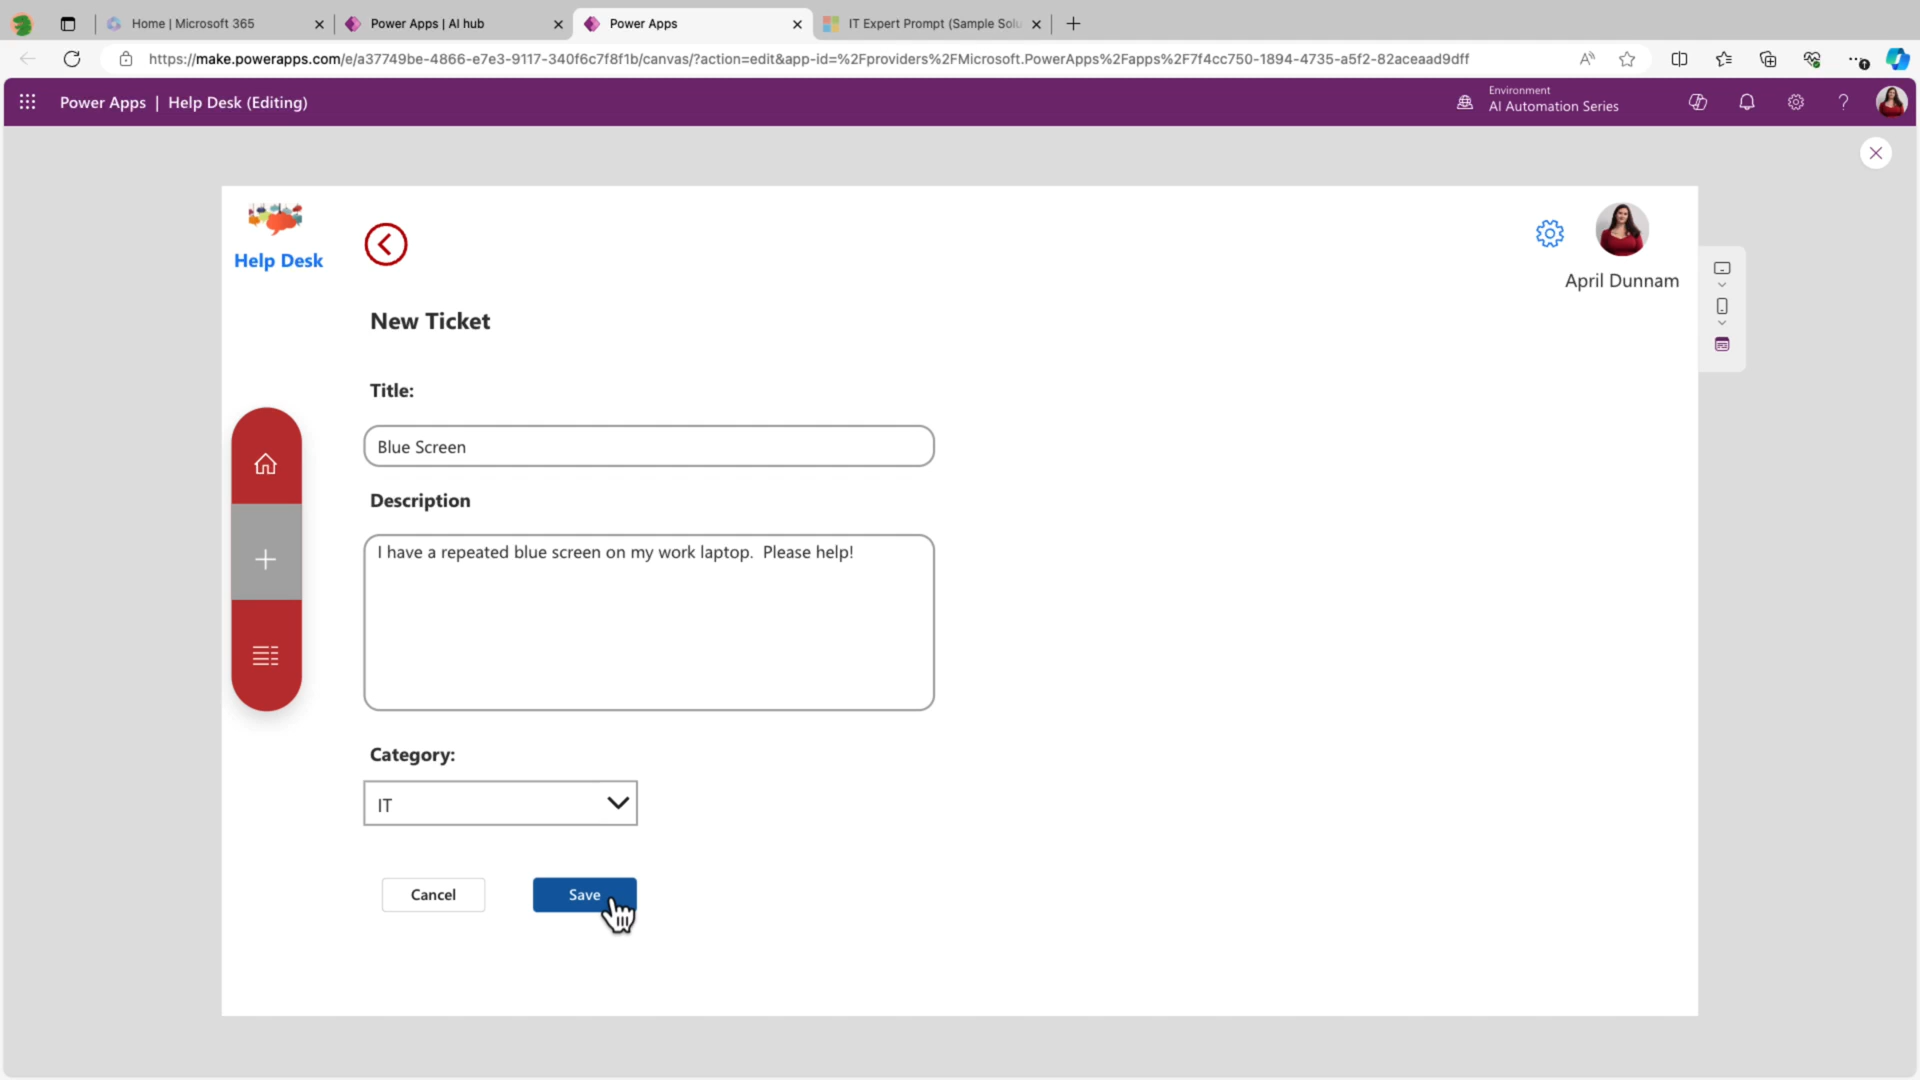 Home | Microsoft 365
Power Apps | AI hub
Power Apps
IT Expert Prompt (Sample Solu
https://make.powerapps.com/e/a37749be-4866-e7e3-9117-340f6c7f8f1b/canvas/?action=edit&app-id=%2Fproviders%2FMicrosoft.PowerApps%2Fapps%2F7f4cc750-1894-4735-a5f2-82aceaad9dff
Power Apps | Help Desk (Editing)
Environment
AI Automation Series
Help Desk
April Dunnam
New Ticket
Title:
Blue Screen
Description
I have a repeated blue screen on my work laptop.  Please help!
Category:
IT
Cancel
Save